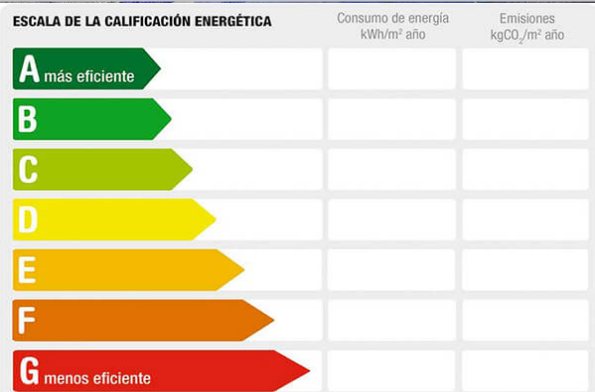 ESCALA DE LA CALIFICACIÓN ENERGÉTICA
Consumo de energía
kWh/m² año
Emisiones
kgCO₂/m² año
A más eficiente
B
C
D
E
F
G menos eficiente